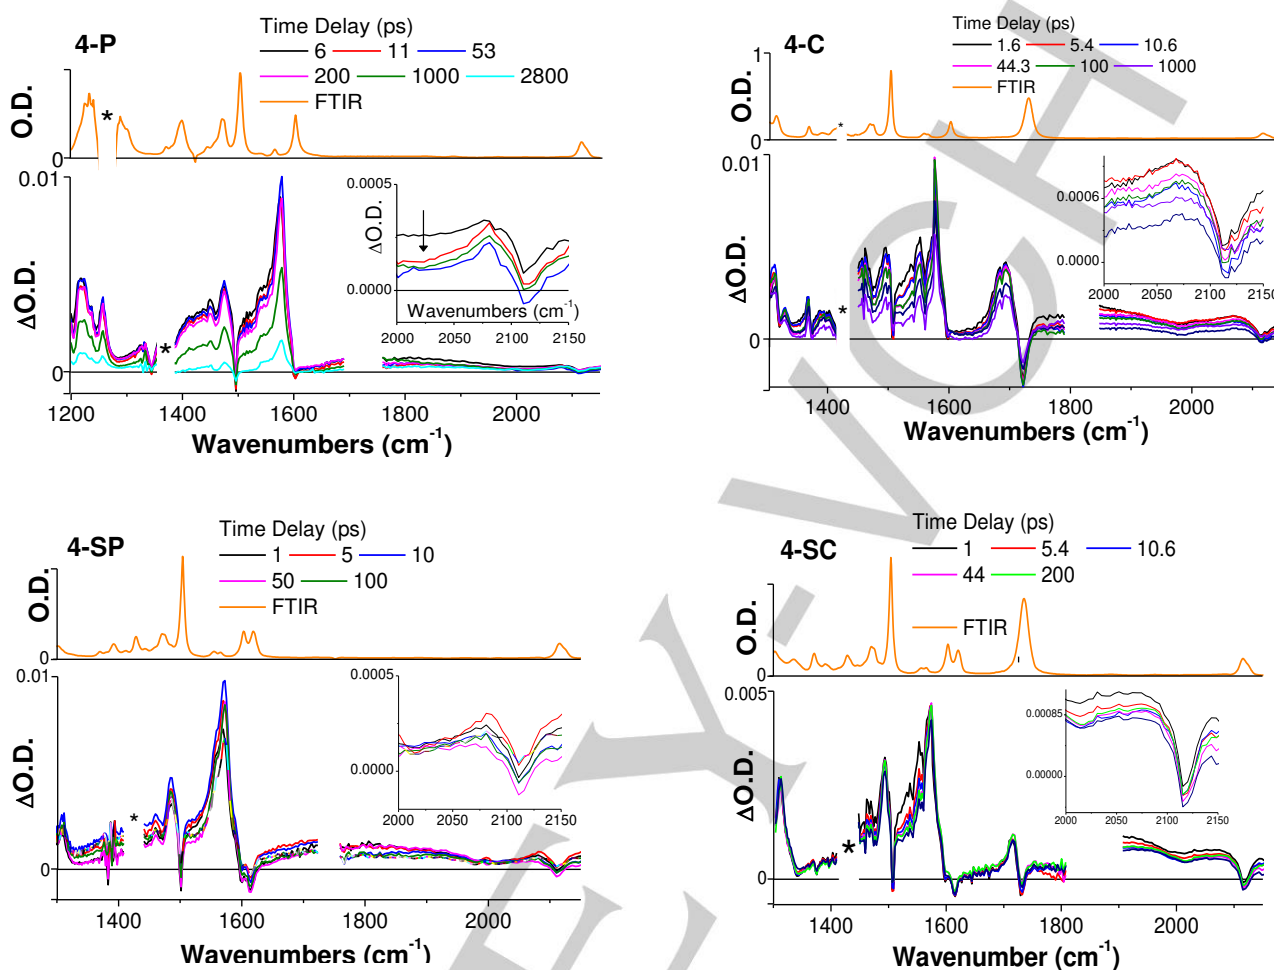 4-P
Time Delay (ps)
6 11 53
200 1000 2800
FTIR
O.D.
0
*
0.01
ΔO.D.
0
*
0.0005
ΔO.D.
0.0000
Wavenumbers (cm-1)
2000 2050 2100 2150
1200 1400 1600 2000
Wavenumbers (cm-1)
4-C
Time Delay (ps)
1.6 5.4 10.6
44.3 100 1000
FTIR
1
O.D.
0
*
0.01
ΔO.D.
0
*
0.0006
0.0000
2000 2050 2100 2150
1400 1600 1800 2000
Wavenumbers (cm-1)
4-SP
Time Delay (ps)
1 5 10
50 100
FTIR
O.D.
0
0.01
ΔO.D.
0
*
0.0005
0.0000
2000 2050 2100 2150
1400 1600 2000
Wavenumbers (cm-1)
4-SC
Time Delay (ps)
1 5.4 10.6
44 200
FTIR
O.D.
0
0.005
ΔO.D.
0
*
0.00085
0.00000
2000 2050 2100 2150
1400 1600 1800 2000
Wavenumber (cm-1)
EY-VCH